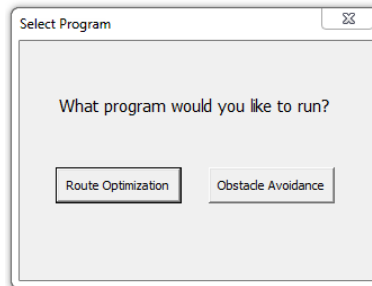 Select Program
What program would you like to run?
Route Optimization
Obstacle Avoidance